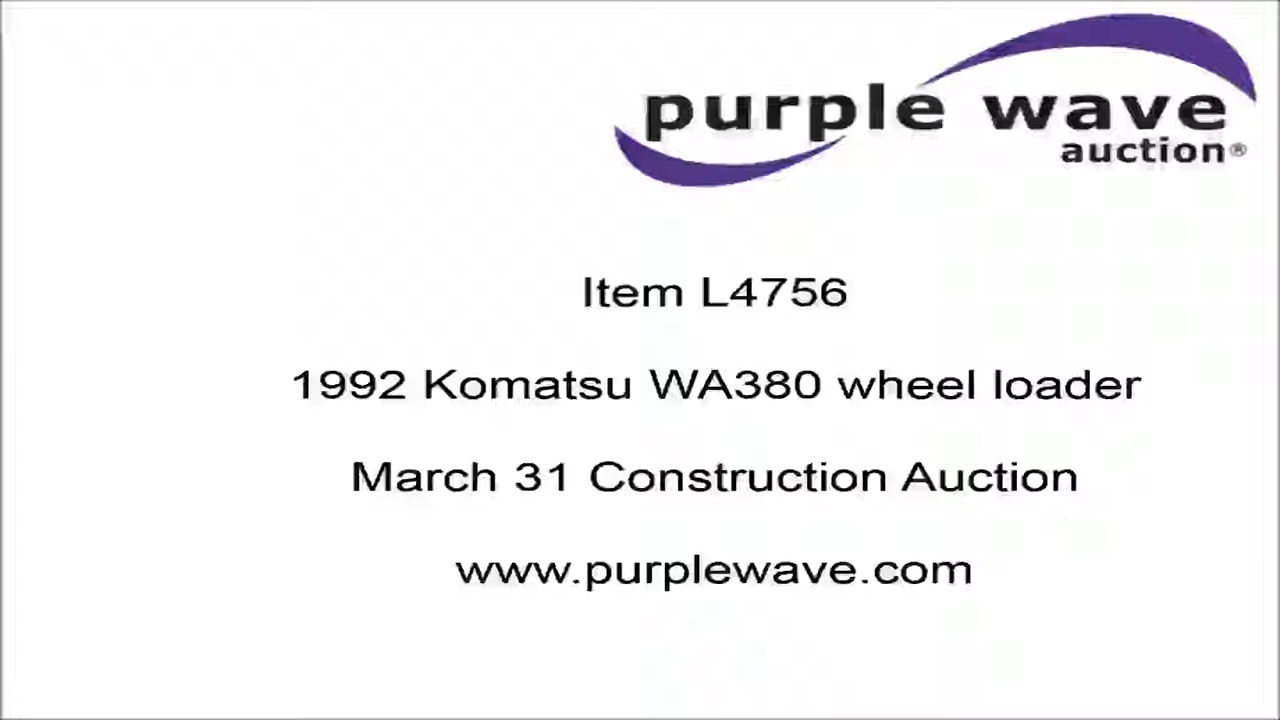 purple wave
auction®
Item L4756
1992 Komatsu WA380 wheel loader
March 31 Construction Auction
www.purplewave.com